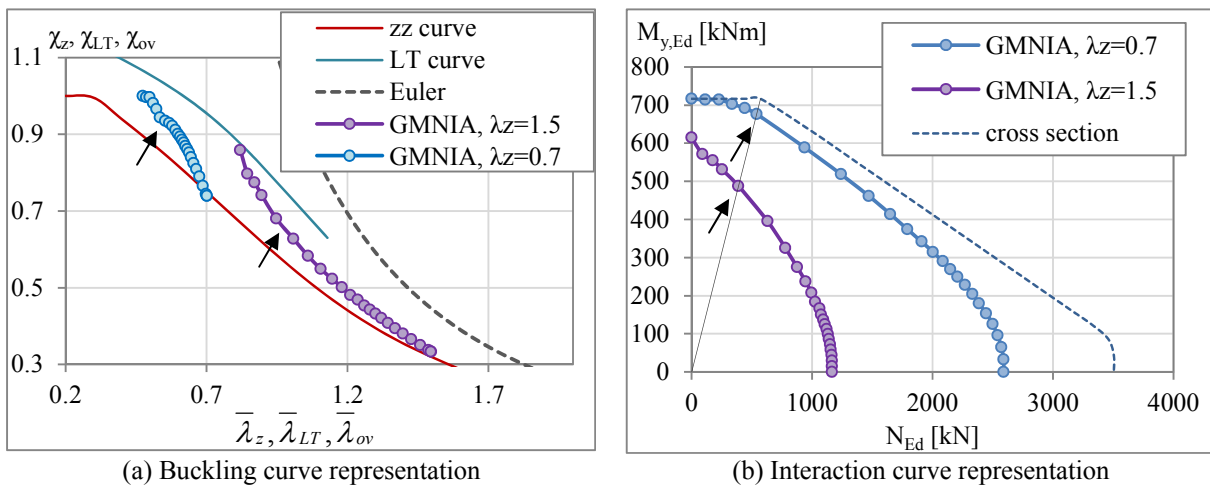 χz, χLT, χov
1.1
0.9
0.7
0.5
0.3
0.2
0.7
1.2
1.7
λ̅z, λ̅LT, λ̅ov
zz curve
LT curve
Euler
GMNIA, λz=1.5
GMNIA, λz=0.7
(a) Buckling curve representation
My,Ed [kNm]
800
700
600
500
400
300
200
100
0
0
1000
2000
3000
4000
NEd [kN]
GMNIA, λz=0.7
GMNIA, λz=1.5
cross section
(b) Interaction curve representation